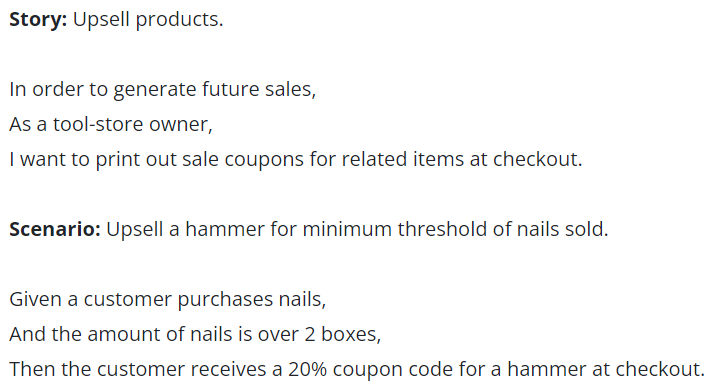 Story: Upsell products.
In order to generate future sales,
As a tool-store owner,
I want to print out sale coupons for related items at checkout.
Scenario: Upsell a hammer for minimum threshold of nails sold.
Given a customer purchases nails,
And the amount of nails is over 2 boxes,
Then the customer receives a 20% coupon code for a hammer at checkout.